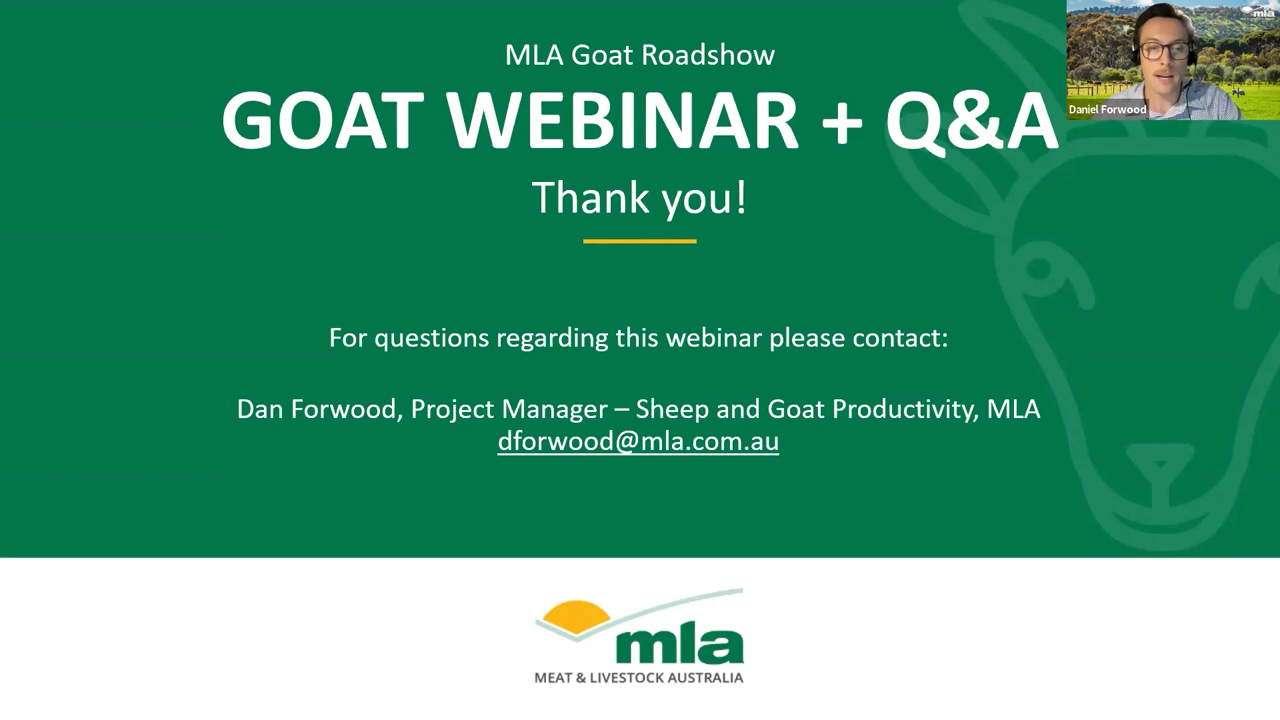 MLA Goat Roadshow
GOAT WEBINAR + Q&A
Thank you!
For questions regarding this webinar please contact:
Dan Forwood, Project Manager – Sheep and Goat Productivity, MLA
dforwood@mla.com.au
mla
Daniel Forwood
mla
MEAT & LIVESTOCK AUSTRALIA